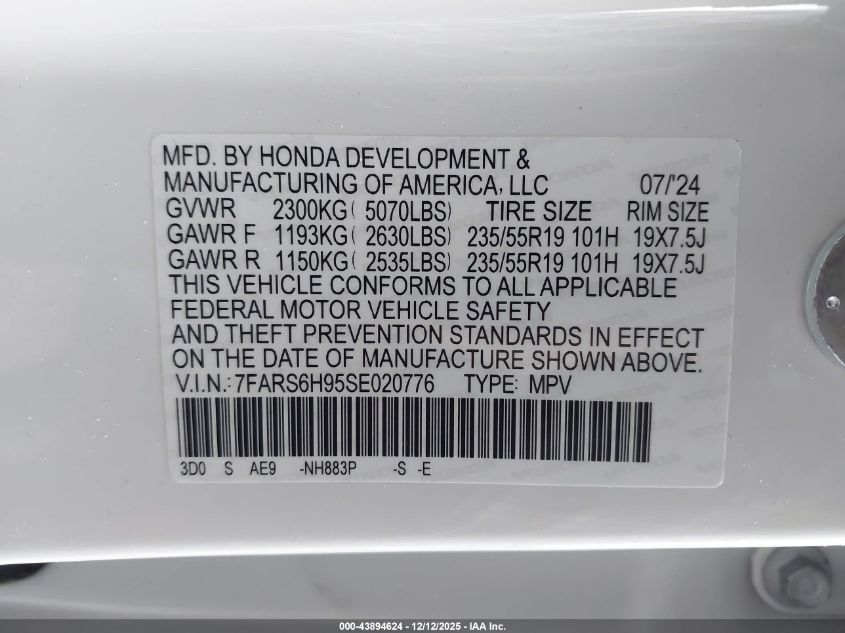 MFD. BY HONDA DEVELOPMENT &
MANUFACTURING OF AMERICA, LLC 07/'24
GVWR 2300KG( 5070LBS) TIRE SIZE RIM SIZE
GAWR F 1193KG( 2630LBS) 235/55R19 101H 19X7.5J
GAWR R 1150KG( 2535LBS) 235/55R19 101H 19X7.5J
THIS VEHICLE CONFORMS TO ALL APPLICABLE
FEDERAL MOTOR VEHICLE SAFETY
AND THEFT PREVENTION STANDARDS IN EFFECT
ON THE DATE OF MANUFACTURE SHOWN ABOVE.
V.I.N.:7FARS6H95SE020776 TYPE: MPV
3D0 S AE9 -NH883P -S -E
000-43894624 - 12/12/2025 - IAA Inc.